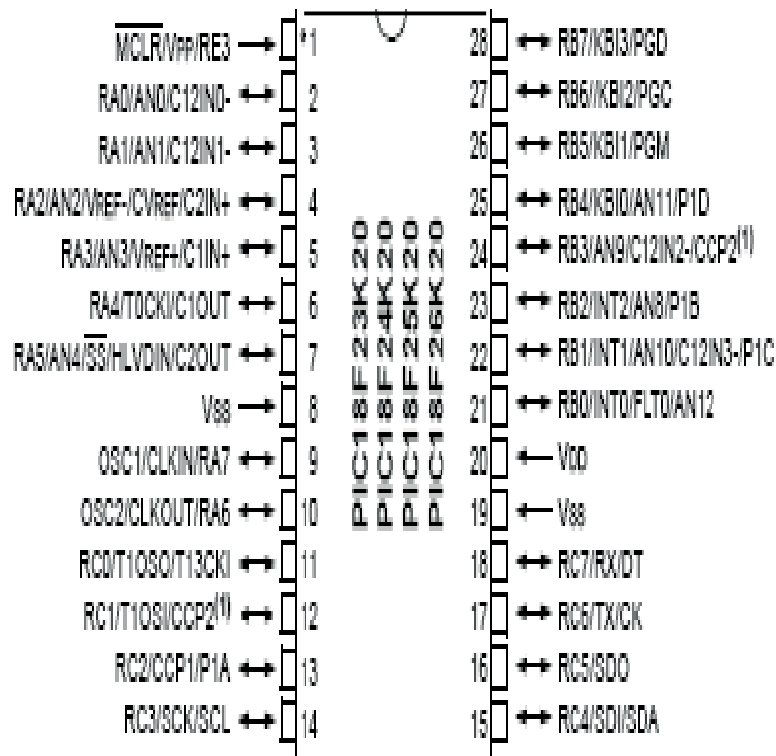 MCLR/VPP/RE3
*1
RA0/AN0/C12IN0-
2
RA1/AN1/C12IN1-
3
RA2/AN2/VREF-/CVREF/C2IN+
4
RA3/AN3/VREF+/C1IN+
5
RA4/T0CKI/C1OUT
6
RA5/AN4/SS/HLVDIN/C2OUT
7
VSS
8
OSC1/CLKIN/RA7
9
OSC2/CLKOUT/RA6
10
RC0/T1OSO/T13CKI
11
RC1/T1OSI/CCP2(1)
12
RC2/CCP1/P1A
13
RC3/SCK/SCL
14
PIC18F23K20
PIC18F24K20
PIC18F25K20
PIC18F26K20
28
RB7/KBI3/PGD
27
RB6//KBI2/PGC
26
RB5/KBI1/PGM
25
RB4/KBI0/AN11/P1D
24
RB3/AN9/C12IN2-/CCP2(1)
23
RB2/INT2/AN8/P1B
22
RB1/INT1/AN10/C12IN3-/P1C
21
RB0/INT0/FLT0/AN12
20
VDD
19
VSS
18
RC7/RX/DT
17
RC6/TX/CK
16
RC5/SDO
15
RC4/SDI/SDA